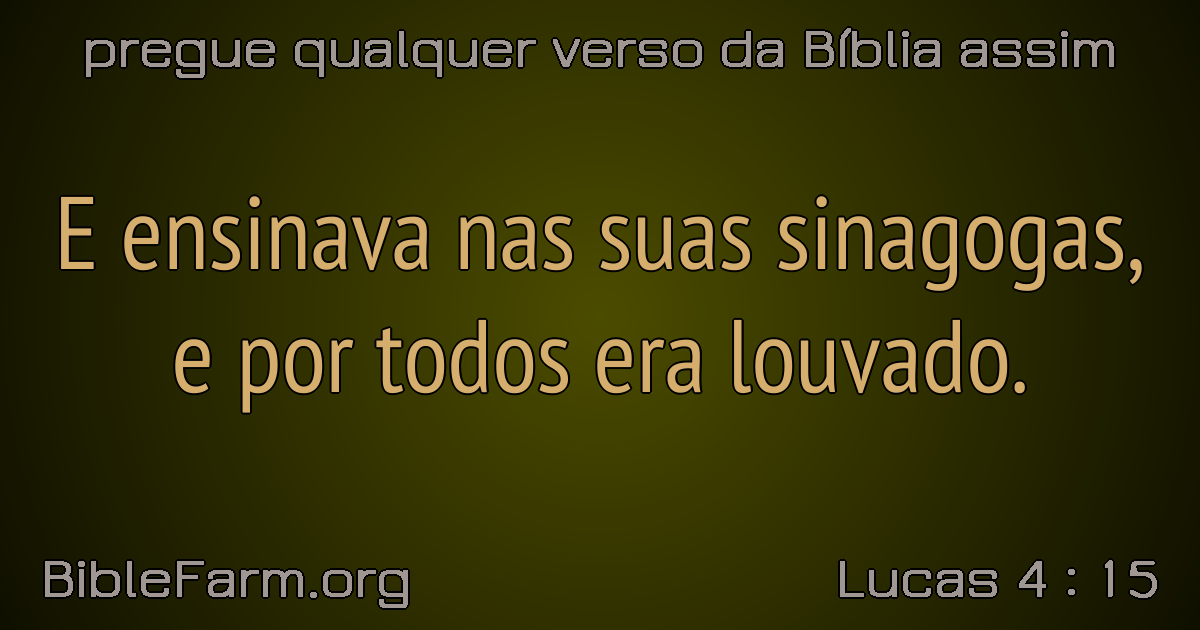 pregue qualquer verso da Bíblia assim
E ensinava nas suas sinagogas,
e por todos era louvado.
BibleFarm.org
Lucas 4 : 15